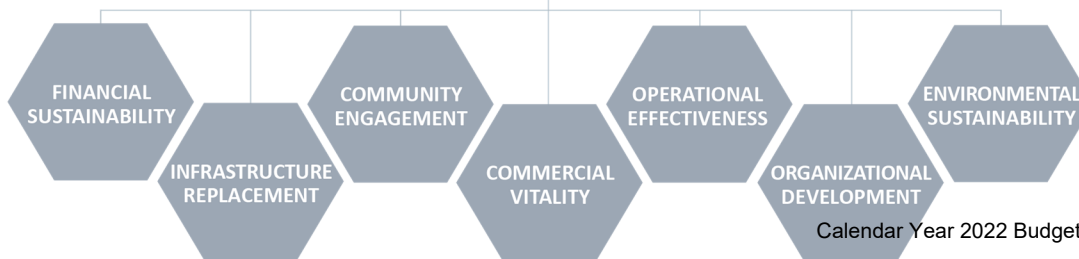 FINANCIAL
SUSTAINABILITY
INFRASTRUCTURE
REPLACEMENT
COMMUNITY
ENGAGEMENT
COMMERCIAL
VITALITY
OPERATIONAL
EFFECTIVENESS
ORGANIZATIONAL
DEVELOPMENT
ENVIRONMENTAL
SUSTAINABILITY
Calendar Year 2022 Budget